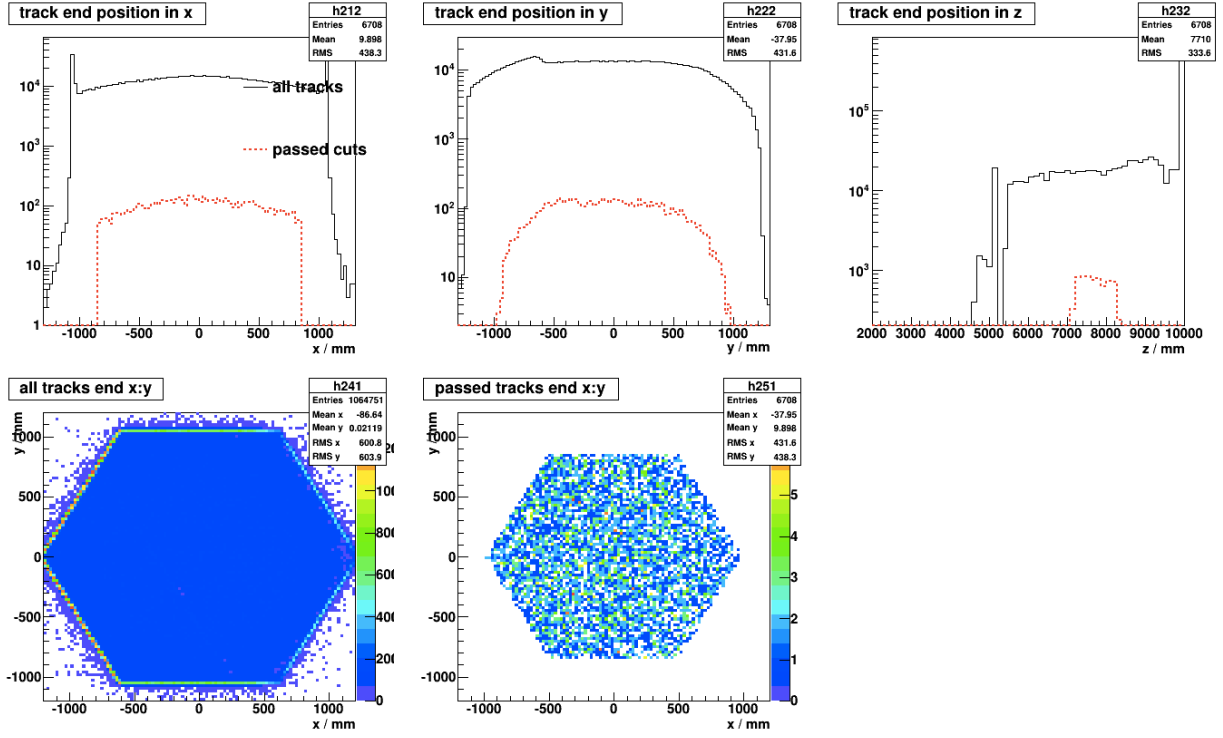 track end position in x
h212
Entries 6708
Mean 9.898
RMS 438.3
10⁴
10³
10²
10
1
all tracks
passed cuts
-1000 -500 0 500 1000
x / mm
track end position in y
h222
Entries 6708
Mean -37.95
RMS 431.6
10⁴
10³
10²
10
-1000 -500 0 500 1000
y / mm
track end position in z
h232
Entries 6708
Mean 7710
RMS 333.6
10⁵
10⁴
10³
2000 3000 4000 5000 6000 7000 8000 9000 10000
z / mm
all tracks end x:y
h241
Entries 1064751
Mean x -86.64
Mean y 0.02119
RMS x 600.8
RMS y 603.9
y / mm
1000
500
0
-500
-1000
-1000 -500 0 500 1000
x / mm
800
600
400
200
0
passed tracks end x:y
h251
Entries 6708
Mean x -37.95
Mean y 9.898
RMS x 431.6
RMS y 438.3
y / mm
1000
500
0
-500
-1000
-1000 -500 0 500 1000
x / mm
5
4
3
2
1
0